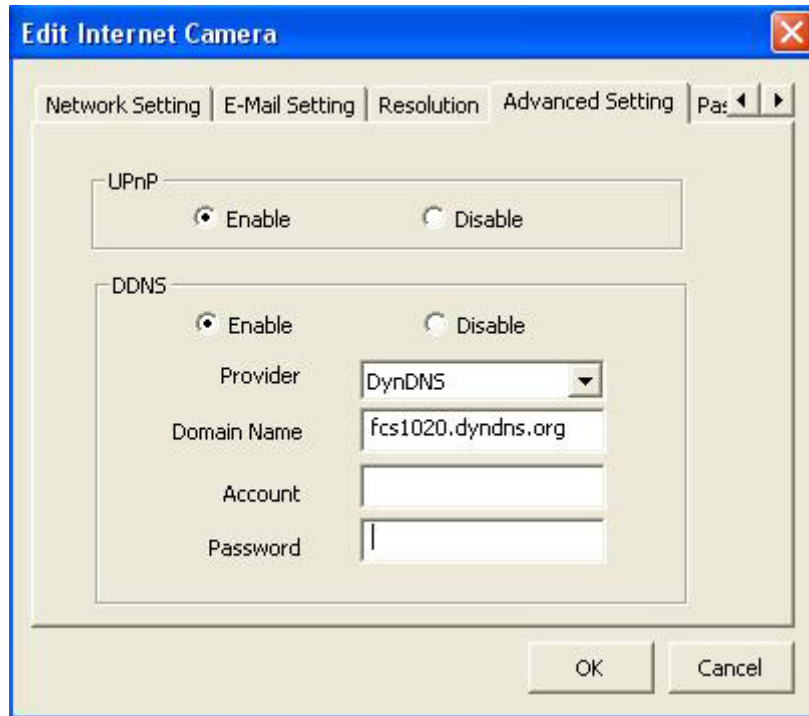 Edit Internet Camera
Network Setting E-Mail Setting Resolution Advanced Setting
UPnP
Enable Disable
DDNS
Enable Disable
Provider DynDNS
Domain Name fcs1020.dyndns.org
Account
Password
OK Cancel